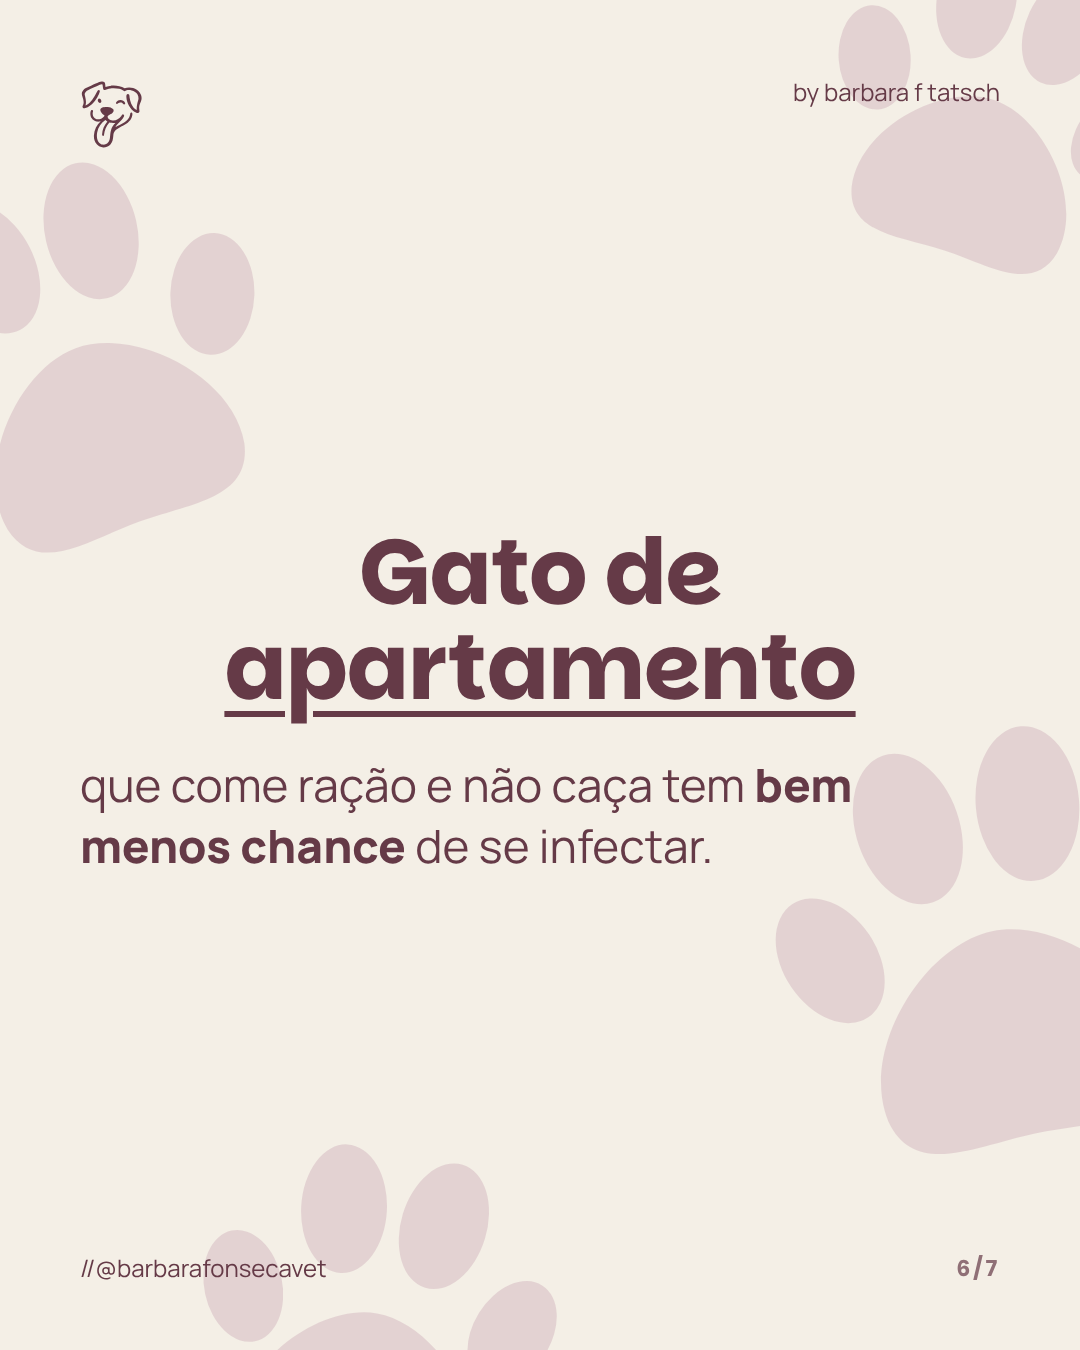 by barbara f tatsch
Gato de
apartamento
que come ração e não caça tem bem
menos chance de se infectar.
//@barbarafonsecavet
6/7